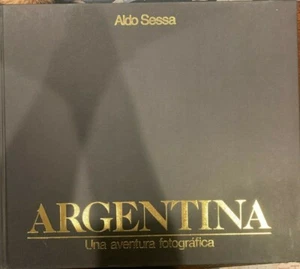 Aldo Sessa
ARGENTINA
Una aventura fotográfica